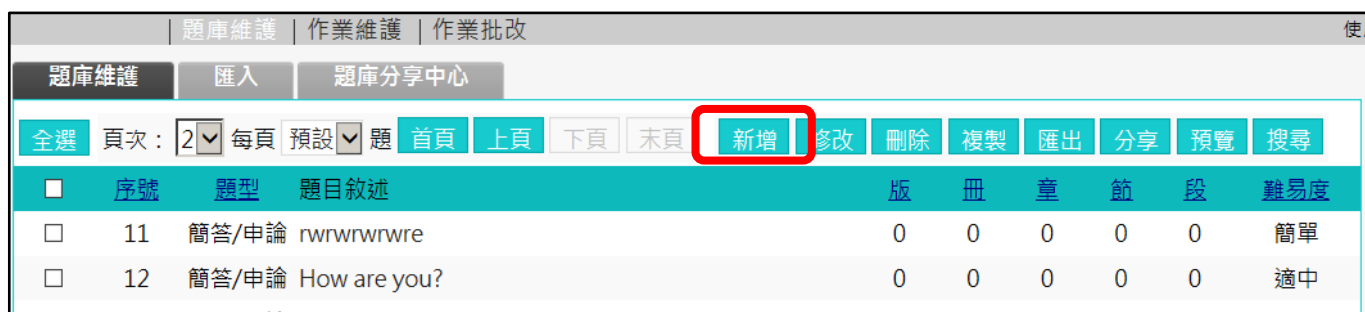 | 題庫維護 | 作業維護 | 作業批改 使
題庫維護 匯入 題庫分享中心
全選 頁次： 2 每頁 預設 題 首頁 上頁 下頁 末頁 新增 修改 刪除 複製 匯出 分享 預覽 搜尋
序號 題型 題目敘述 版 冊 章 節 段 難易度
11 簡答/申論 rwrwrwrwre 0 0 0 0 0 簡單
12 簡答/申論 How are you? 0 0 0 0 0 適中